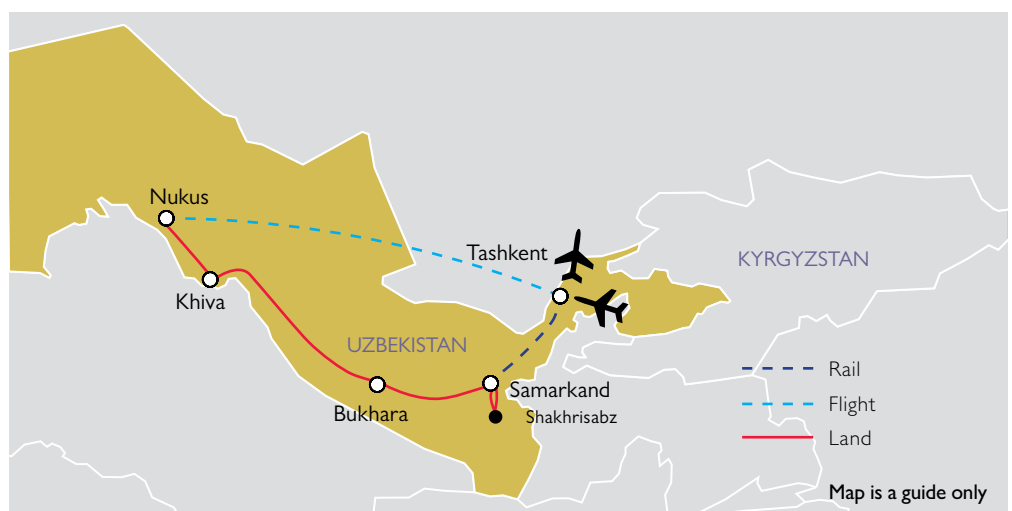 Nukus
Tashkent
KYRGYZSTAN
Khiva
UZBEKISTAN
Rail
Samarkand
Flight
Bukhara
Shakhrisabz
Land
Map is a guide only